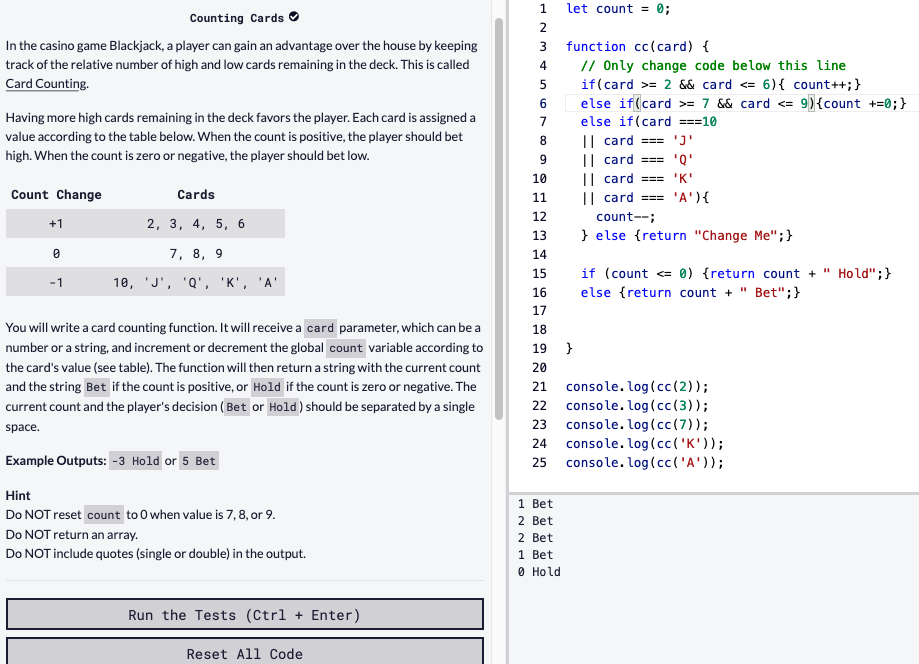 Counting Cards
In the casino game Blackjack, a player can gain an advantage over the house by keeping
track of the relative number of high and low cards remaining in the deck. This is called
Card Counting.
Having more high cards remaining in the deck favors the player. Each card is assigned a
value according to the table below. When the count is positive, the player should bet
high. When the count is zero or negative, the player should bet low.
Count Change Cards
+1 2, 3, 4, 5, 6
0 7, 8, 9
-1 10, 'J', 'Q', 'K', 'A'
You will write a card counting function. It will receive a card parameter, which can be a
number or a string, and increment or decrement the global count variable according to
the card's value (see table). The function will then return a string with the current count
and the string Bet if the count is positive, or Hold if the count is zero or negative. The
current count and the player's decision ( Bet or Hold ) should be separated by a single
space.
Example Outputs: -3 Hold or 5 Bet
Hint
Do NOT reset count to 0 when value is 7, 8, or 9.
Do NOT return an array.
Do NOT include quotes (single or double) in the output.
Run the Tests (Ctrl + Enter)
Reset All Code
1 let count = 0;
2
3 function cc(card) {
4 // Only change code below this line
5 if(card >= 2 && card <= 6){ count++;}
6 else if(card >= 7 && card <= 9){count +=0;}
7 else if(card ===10
8 || card === 'J'
9 || card === 'Q'
10 || card === 'K'
11 || card === 'A'){
12 count--;
13 } else {return "Change Me";}
14
15 if (count <= 0) {return count + " Hold";}
16 else {return count + " Bet";}
17
18
19 }
20
21 console.log(cc(2));
22 console.log(cc(3));
23 console.log(cc(7));
24 console.log(cc('K'));
25 console.log(cc('A'));
1 Bet
2 Bet
2 Bet
1 Bet
0 Hold